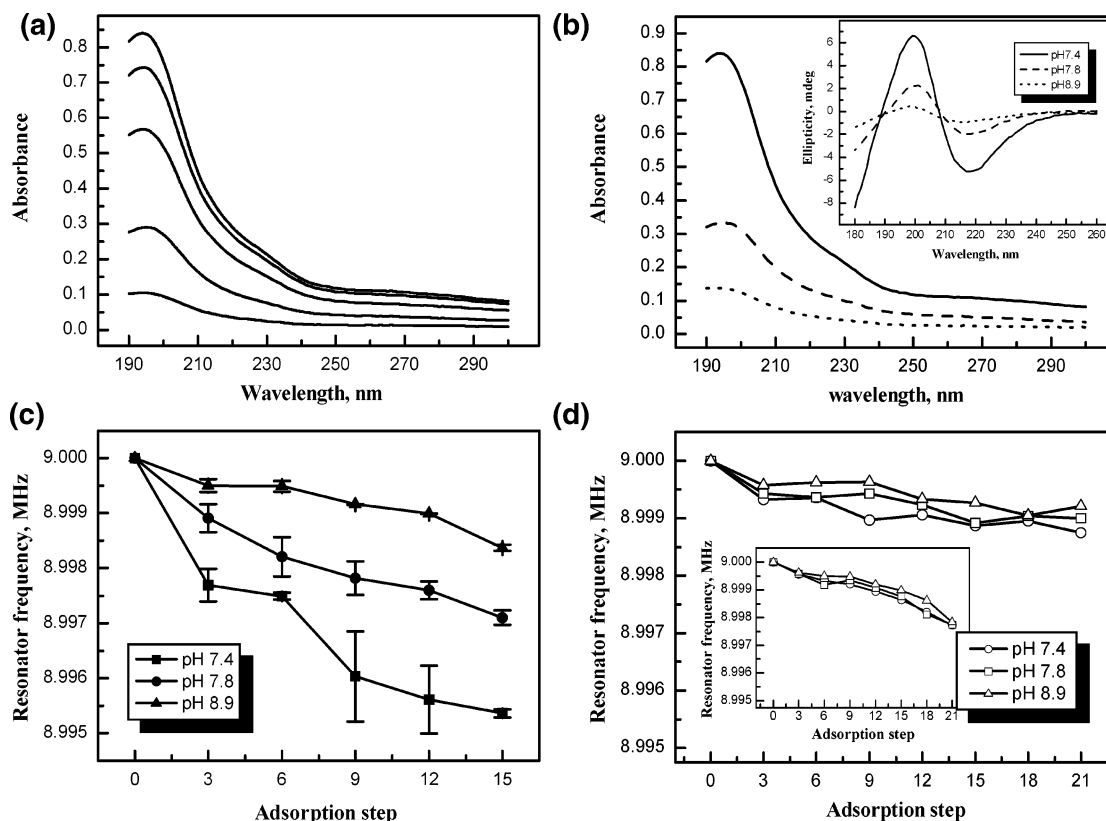 (a)
0.8
0.7
0.6
0.5
0.4
0.3
0.2
0.1
0.0
Absorbance
190 210 230 250 270 290
Wavelength, nm
(b)
0.9
0.8
0.7
0.6
0.5
0.4
0.3
0.2
0.1
0.0
Absorbance
190 210 230 250 270 290
wavelength, nm
6
4
2
0
-2
-4
-6
-8
Ellipticity, mdeg
180 190 200 210 220 230 240 250 260
Wavelength, nm
pH7.4
pH7.8
pH8.9
(c)
9.000
8.999
8.998
8.997
8.996
8.995
Resonator frequency, MHz
0 3 6 9 12 15
Adsorption step
pH 7.4
pH 7.8
pH 8.9
(d)
9.000
8.999
8.998
8.997
8.996
8.995
Resonator frequency, MHz
0 3 6 9 12 15 18 21
Adsorption step
9.000
8.999
8.998
8.996
8.996
8.995
Resonator frequency, MHz
0 3 6 9 12 15 18 21
Adsorption step
pH 7.4
pH 7.8
pH 8.9